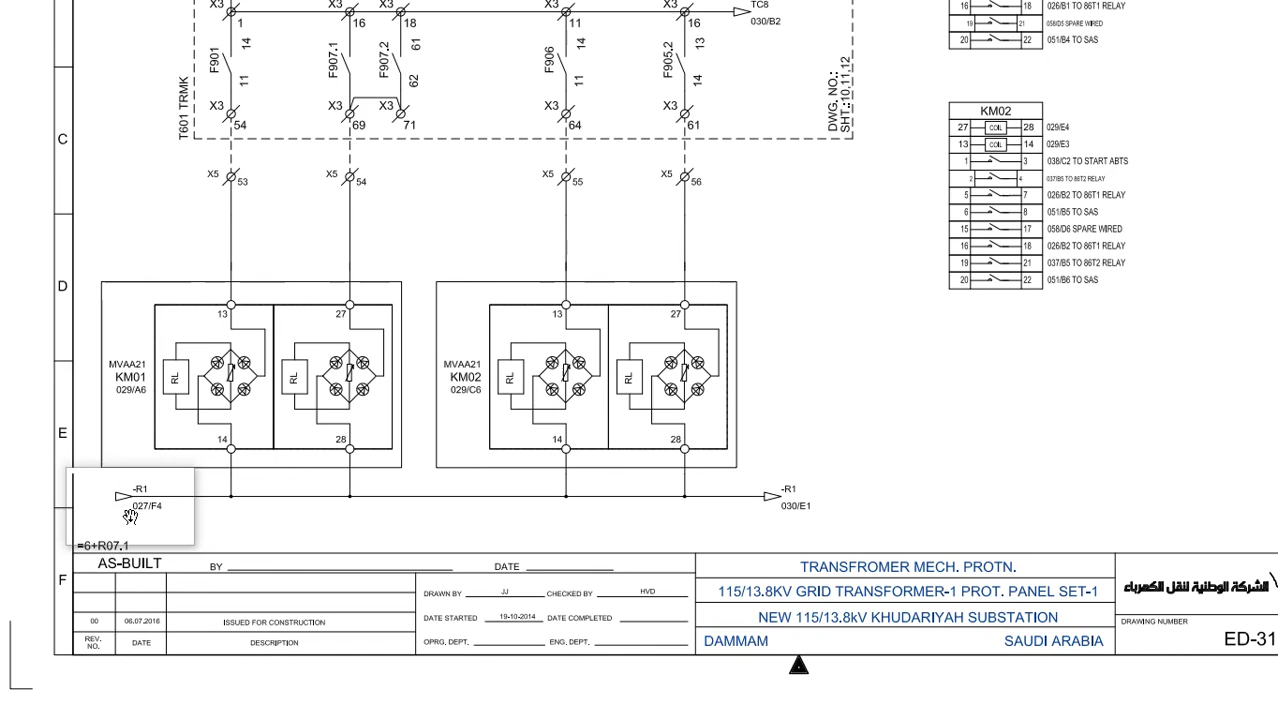 X3 X3 X3 X3 X3 TC8
1 16 18 11 16 030/B2
14 61 14 13
F901 F907.1 F907.2 F906 F905.2
11 62 11 14
T601 TRMK
DWG. NO.:
SHT.:10,11,12
X3 X3 X3 X3 X3
54 69 71 64 61
X5 53 X5 54 X5 55 X5 56
C
D
E
F
16 18 026/B1 TO 86T1 RELAY
19 21 058/D5 SPARE WIRED
20 22 051/B4 TO SAS
KM02
27 COIL 28 029/E4
13 COIL 14 029/E3
1 3 038/C2 TO START ABTS
2 4 037/B5 TO 86T2 RELAY
5 7 026/B2 TO 86T1 RELAY
6 8 051/B5 TO SAS
15 17 058/D6 SPARE WIRED
16 18 026/B2 TO 86T1 RELAY
19 21 037/B5 TO 86T2 RELAY
20 22 051/B6 TO SAS
13 27 13 27
MVAA21
KM01
029/A6
RL RL
MVAA21
KM02
029/C6
RL RL
14 28 14 28
-R1
027/F4
-R1
030/E1
=6+R07.1
AS-BUILT BY DATE
DRAWN BY JJ CHECKED BY HVD
DATE STARTED 19-10-2014 DATE COMPLETED
OPRG, DEPT. ENG, DEPT.
00 06.07.2016 ISSUED FOR CONSTRUCTION
REV. NO. DATE DESCRIPTION
TRANSFROMER MECH. PROTN.
115/13.8KV GRID TRANSFORMER-1 PROT. PANEL SET-1
NEW 115/13.8kV KHUDARIYAH SUBSTATION
DAMMAM SAUDI ARABIA
الشركة الوطنية لنقل الكهرباء
DRAWING NUMBER
ED-31